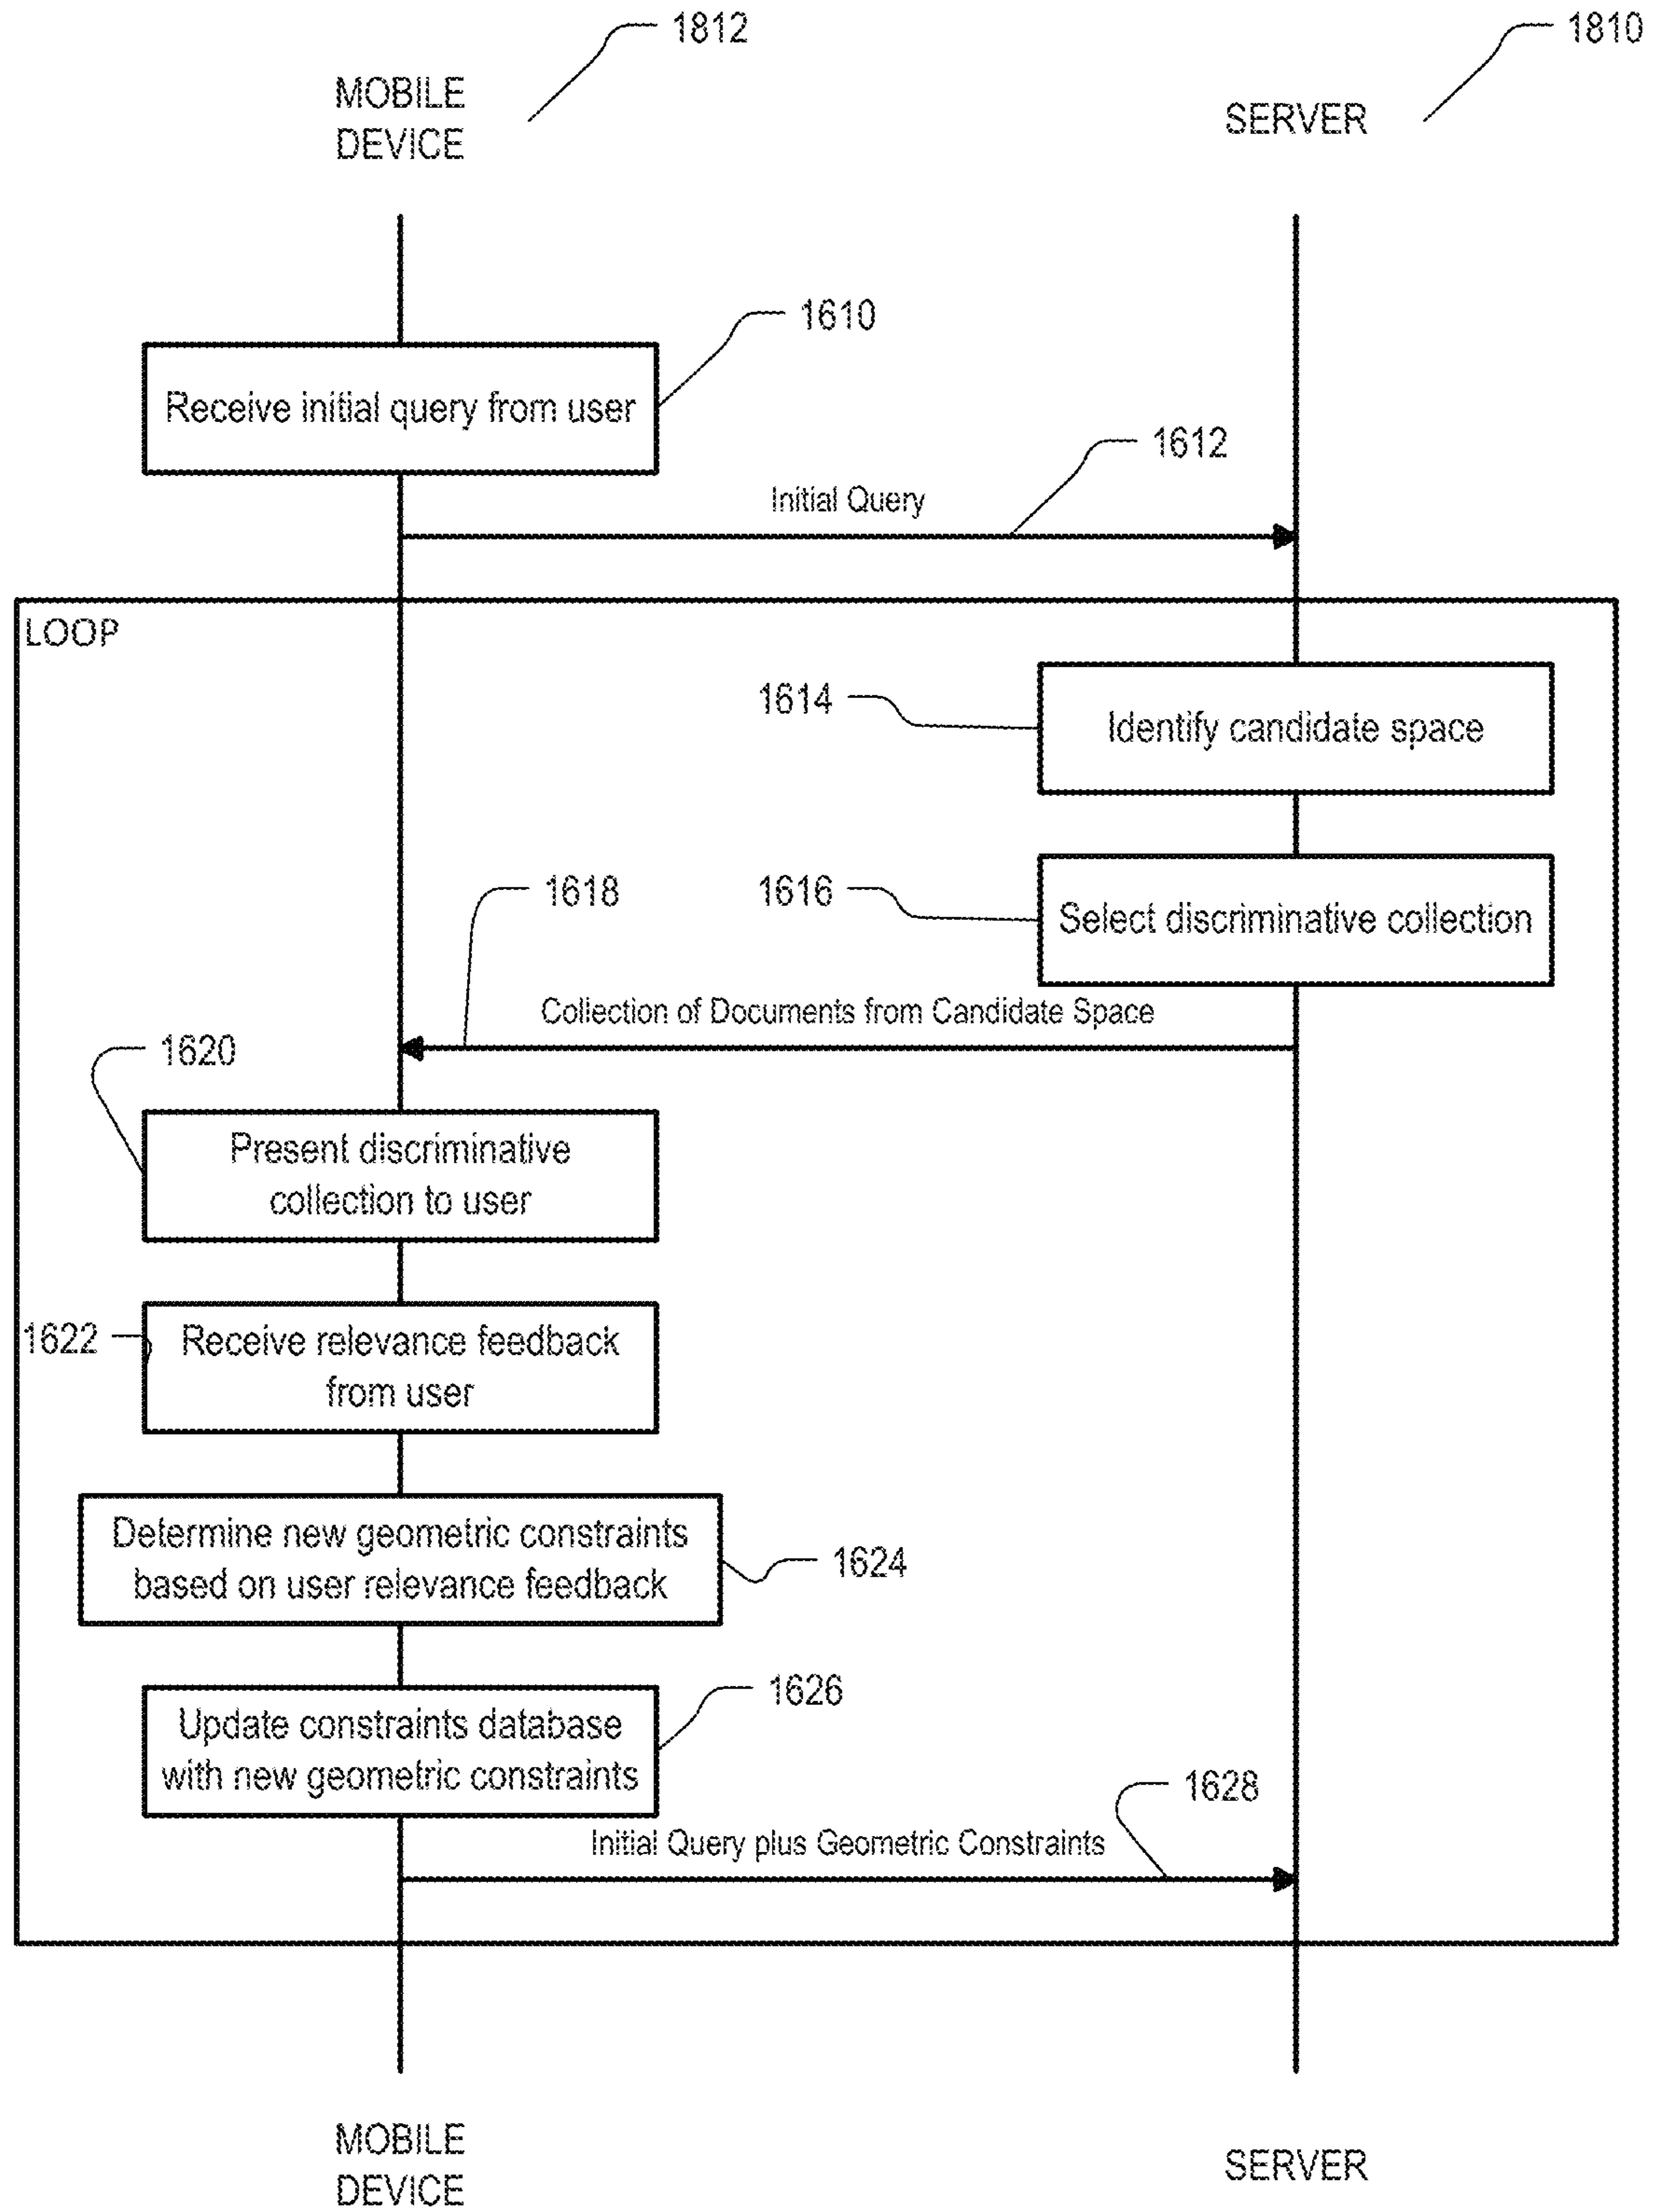 1812
1810
MOBILE
DEVICE
SERVER
1610
Receive initial query from user
1612
Initial Query
LOOP
1614
Identify candidate space
1618
1616
Select discriminative collection
Collection of Documents from Candidate Space
1620
Present discriminative
collection to user
1622
Receive relevance feedback
from user
Determine new geometric constraints
based on user relevance feedback
1624
1626
Update constraints database
with new geometric constraints
1628
Initial Query plus Geometric Constraints
MOBILE
DEVICE
SERVER